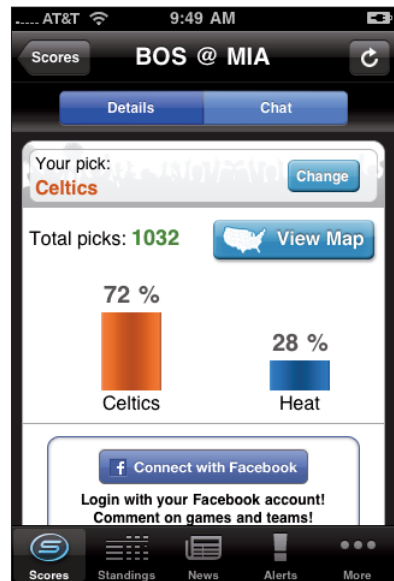 ..... AT&T 9:49 AM
Scores BOS @ MIA
Details Chat
Your pick:
Celtics
Change
Total picks: 1032 View Map
72 %
28 %
Celtics Heat
f Connect with Facebook
Login with your Facebook account!
Comment on games and teams!
Scores Standings News Alerts More